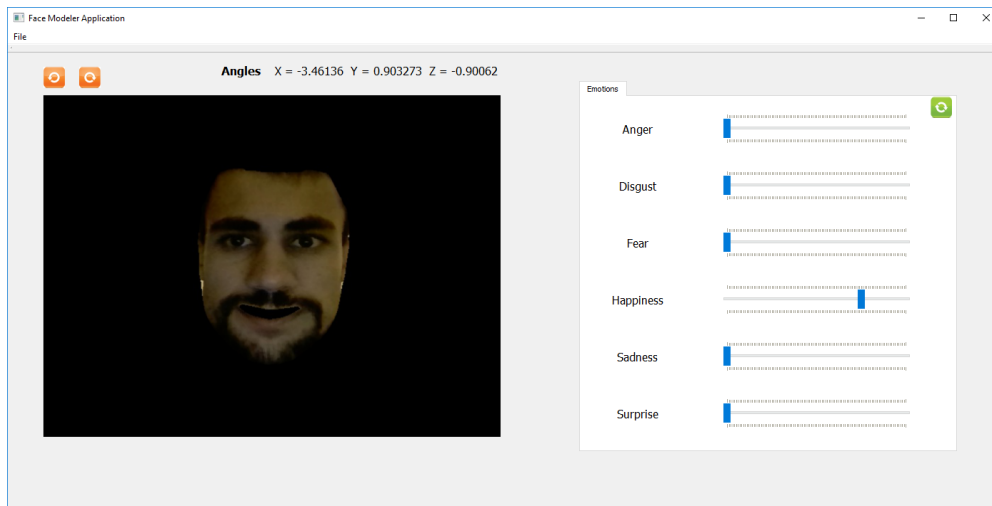 Face Modeler Application
File
Angles X = -3.46136 Y = 0.903273 Z = -0.90062
Emotions
Anger
Disgust
Fear
Happiness
Sadness
Surprise